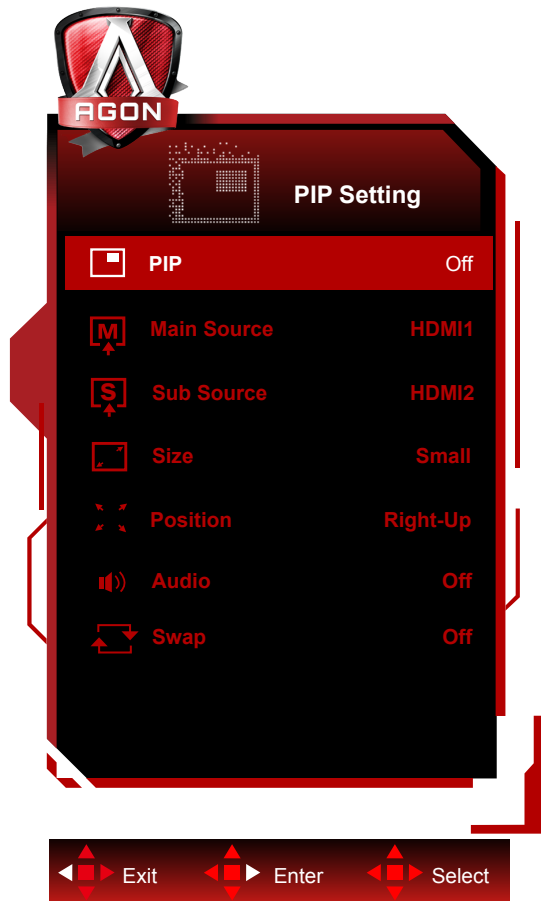 AGON
PIP Setting
PIP Off
M Main Source HDMI1
S Sub Source HDMI2
Size Small
Position Right-Up
Audio Off
Swap Off
Exit Enter Select